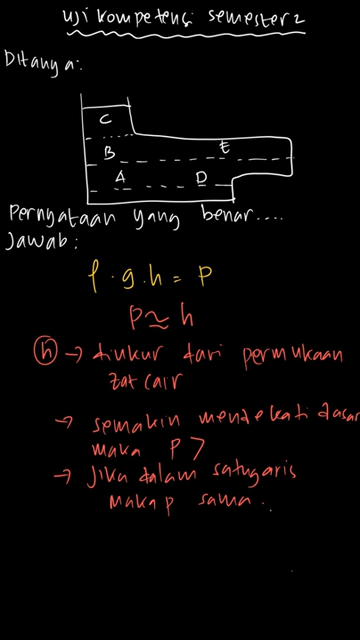 uji kompetensi semester 2
Ditanya:
C
B E
A D
Pernyataan yang benar....
Jawab:
ρ . g . h = P
P ≃ h
(h) → diukur dari permukaan
zat cair
→ semakin mendekati dasar
maka P >
→ Jika dalam satu garis
maka p sama.